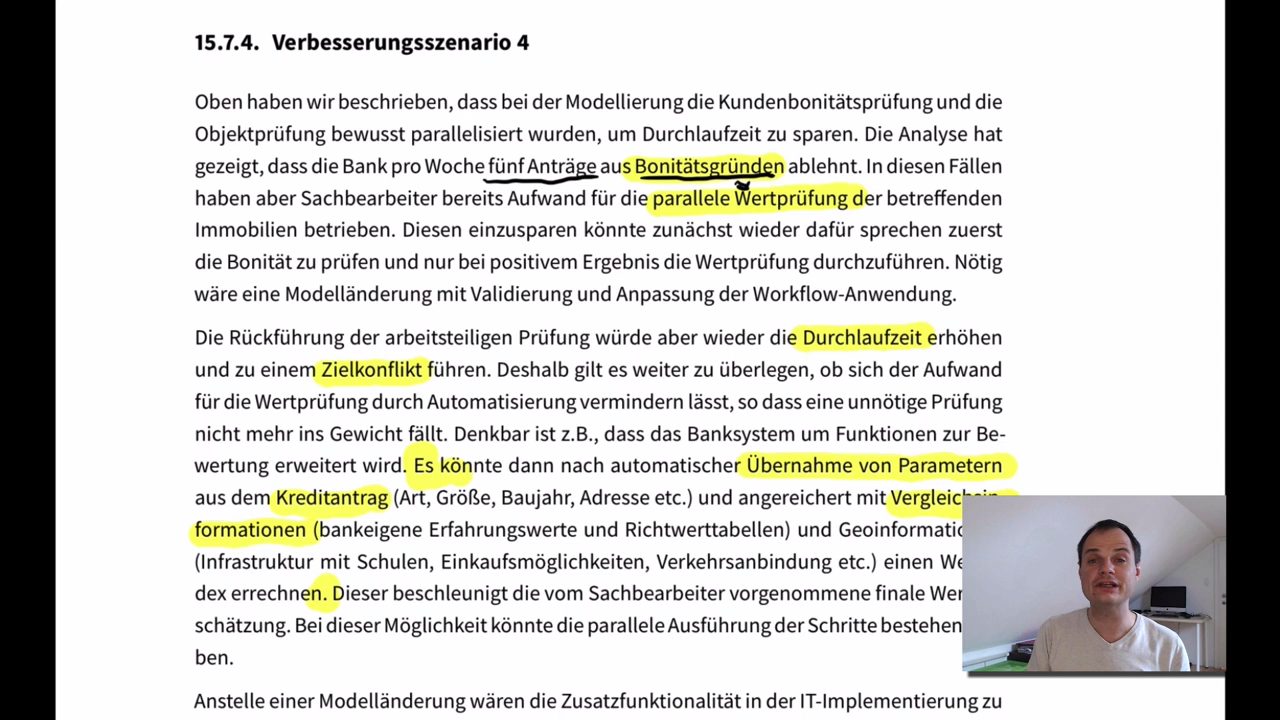 15.7.4. Verbesserungsszenario 4
Oben haben wir beschrieben, dass bei der Modellierung die Kundenbonitätsprüfung und die
Objektprüfung bewusst parallelisiert wurden, um Durchlaufzeit zu sparen. Die Analyse hat
gezeigt, dass die Bank pro Woche fünf Anträge aus Bonitätsgründen ablehnt. In diesen Fällen
haben aber Sachbearbeiter bereits Aufwand für die parallele Wertprüfung der betreffenden
Immobilien betrieben. Diesen einzusparen könnte zunächst wieder dafür sprechen zuerst
die Bonität zu prüfen und nur bei positivem Ergebnis die Wertprüfung durchzuführen. Nötig
wäre eine Modelländerung mit Validierung und Anpassung der Workflow-Anwendung.
Die Rückführung der arbeitsteiligen Prüfung würde aber wieder die Durchlaufzeit erhöhen
und zu einem Zielkonflikt führen. Deshalb gilt es weiter zu überlegen, ob sich der Aufwand
für die Wertprüfung durch Automatisierung vermindern lässt, so dass eine unnötige Prüfung
nicht mehr ins Gewicht fällt. Denkbar ist z.B., dass das Banksystem um Funktionen zur Be-
wertung erweitert wird. Es könnte dann nach automatischer Übernahme von Parametern
aus dem Kreditantrag (Art, Größe, Baujahr, Adresse etc.) und angereichert mit
formationen (bankeigene Erfahrungswerte und Richtwerttabellen) und
(Infrastruktur mit Schulen, Einkaufsmöglichkeiten, Verkehrsanbindung etc.) einen
dex errechnen. Dieser beschleunigt die vom Sachbearbeiter vorgenommene finale
schätzung. Bei dieser Möglichkeit könnte die parallele Ausführung der Schritte bestehen
ben.
Anstelle einer Modelländerung wären die Zusatzfunktionalität in der IT-Implementierung zu